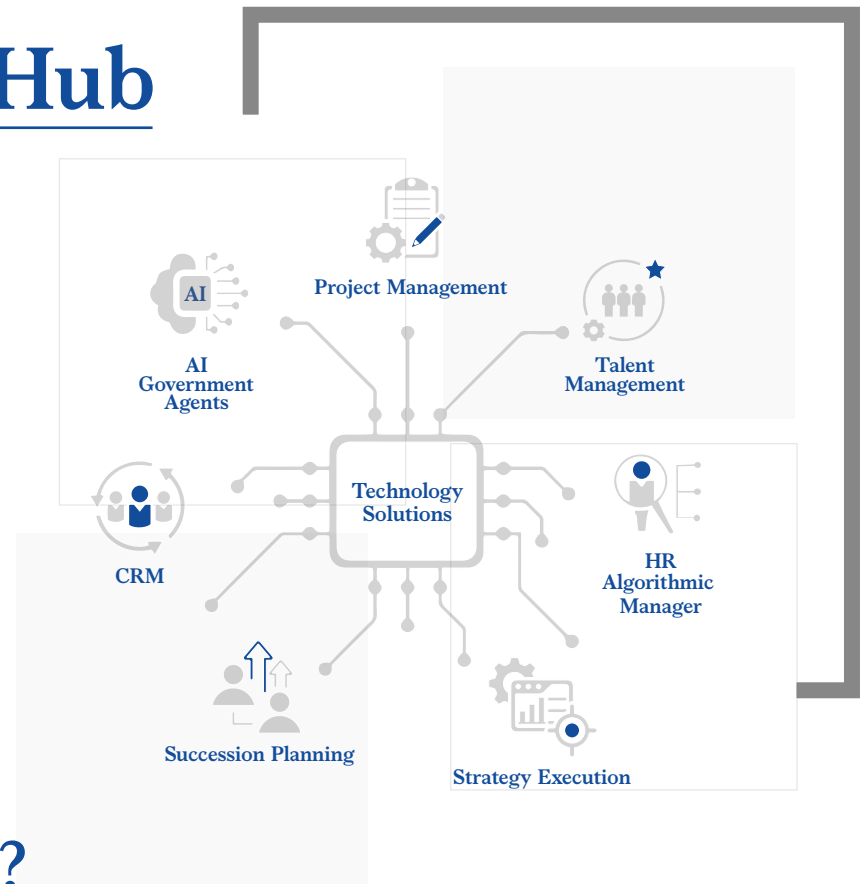 Hub
Project Management
AI
AI
Government
Agents
Talent
Management
Technology
Solutions
CRM
HR
Algorithmic
Manager
Succession Planning
Strategy Execution
?